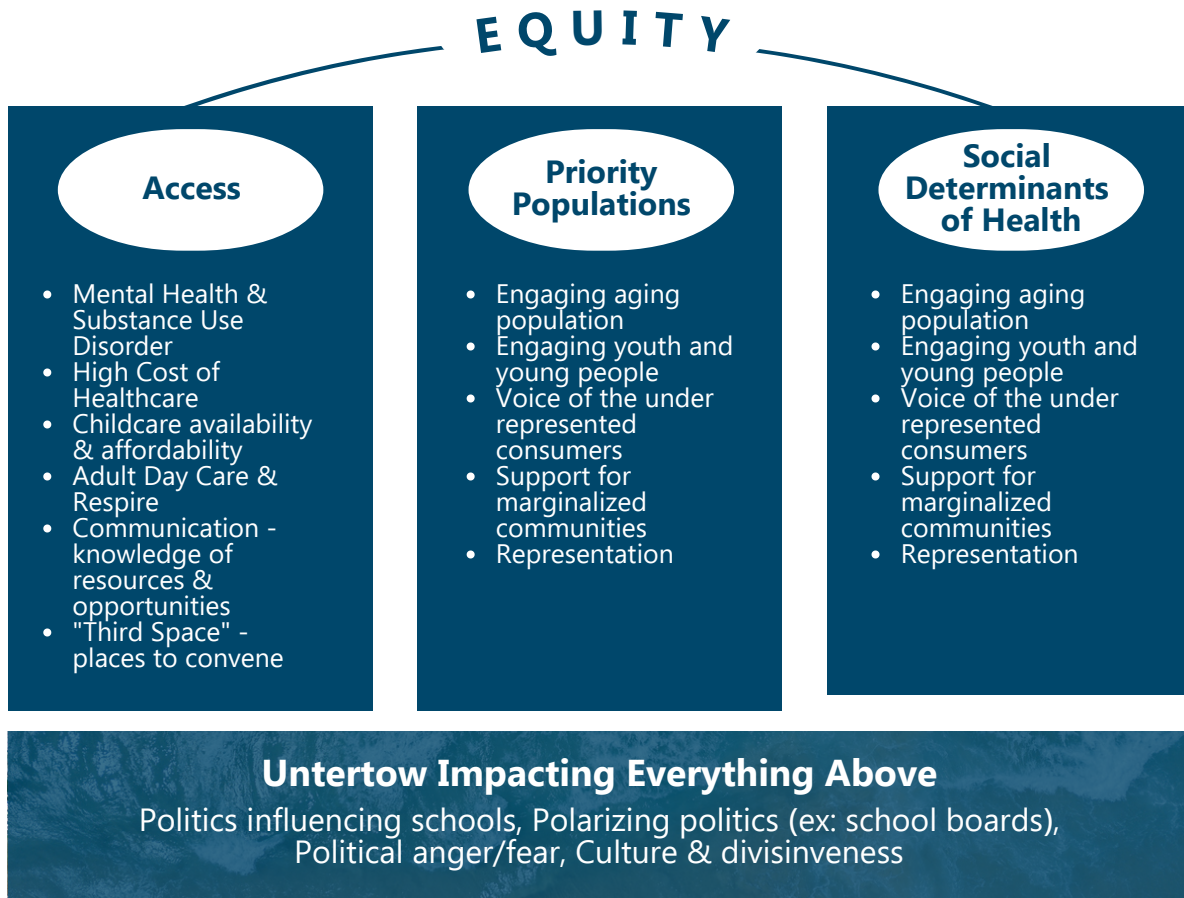 EQUITY
Access
• Mental Health &
Substance Use
Disorder
• High Cost of
Healthcare
• Childcare availability
& affordability
• Adult Day Care &
Respire
• Communication -
knowledge of
resources &
opportunities
• "Third Space" -
places to convene
Priority
Populations
• Engaging aging
population
• Engaging youth and
young people
• Voice of the under
represented
consumers
• Support for
marginalized
communities
• Representation
Social
Determinants
of Health
• Engaging aging
population
• Engaging youth and
young people
• Voice of the under
represented
consumers
• Support for
marginalized
communities
• Representation
Untertow Impacting Everything Above
Politics influencing schools, Polarizing politics (ex: school boards),
Political anger/fear, Culture & divisinveness